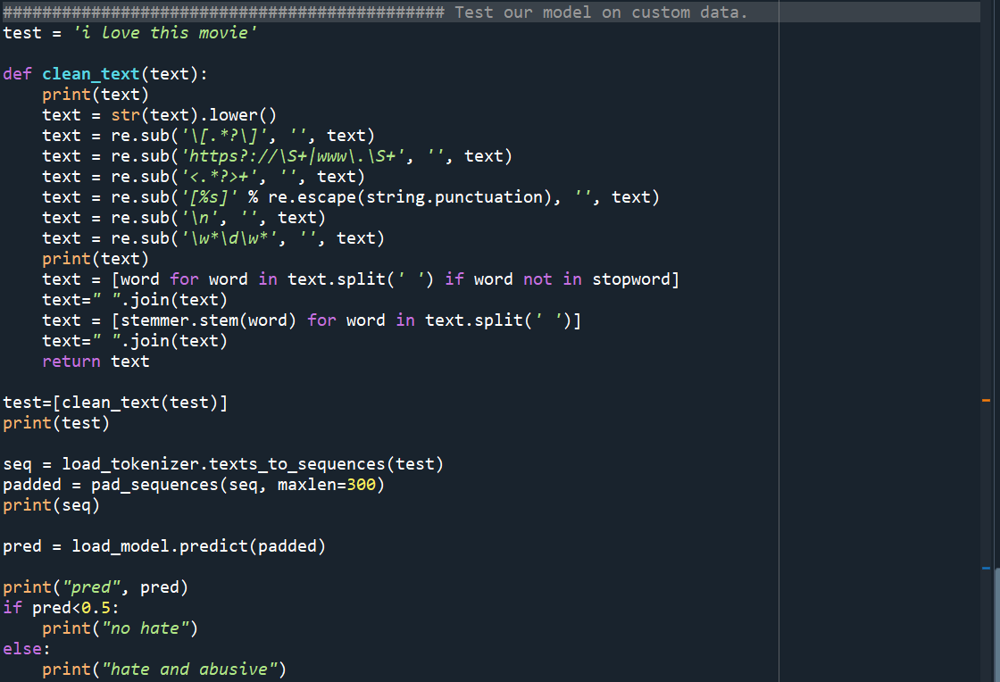 ############################################# Test our model on custom data.
test = 'i love this movie'
def clean_text(text):
    print(text)
    text = str(text).lower()
    text = re.sub('\[.*?\]', '', text)
    text = re.sub('https?://\S+|www\.\S+', '', text)
    text = re.sub('<.*?>+', '', text)
    text = re.sub('[%s]' % re.escape(string.punctuation), '', text)
    text = re.sub('\n', '', text)
    text = re.sub('\w*\d\w*', '', text)
    print(text)
    text = [word for word in text.split(' ') if word not in stopword]
    text=" ".join(text)
    text = [stemmer.stem(word) for word in text.split(' ')]
    text=" ".join(text)
    return text
test=[clean_text(test)]
print(test)
seq = load_tokenizer.texts_to_sequences(test)
padded = pad_sequences(seq, maxlen=300)
print(seq)
pred = load_model.predict(padded)
print("pred", pred)
if pred<0.5:
    print("no hate")
else:
    print("hate and abusive")